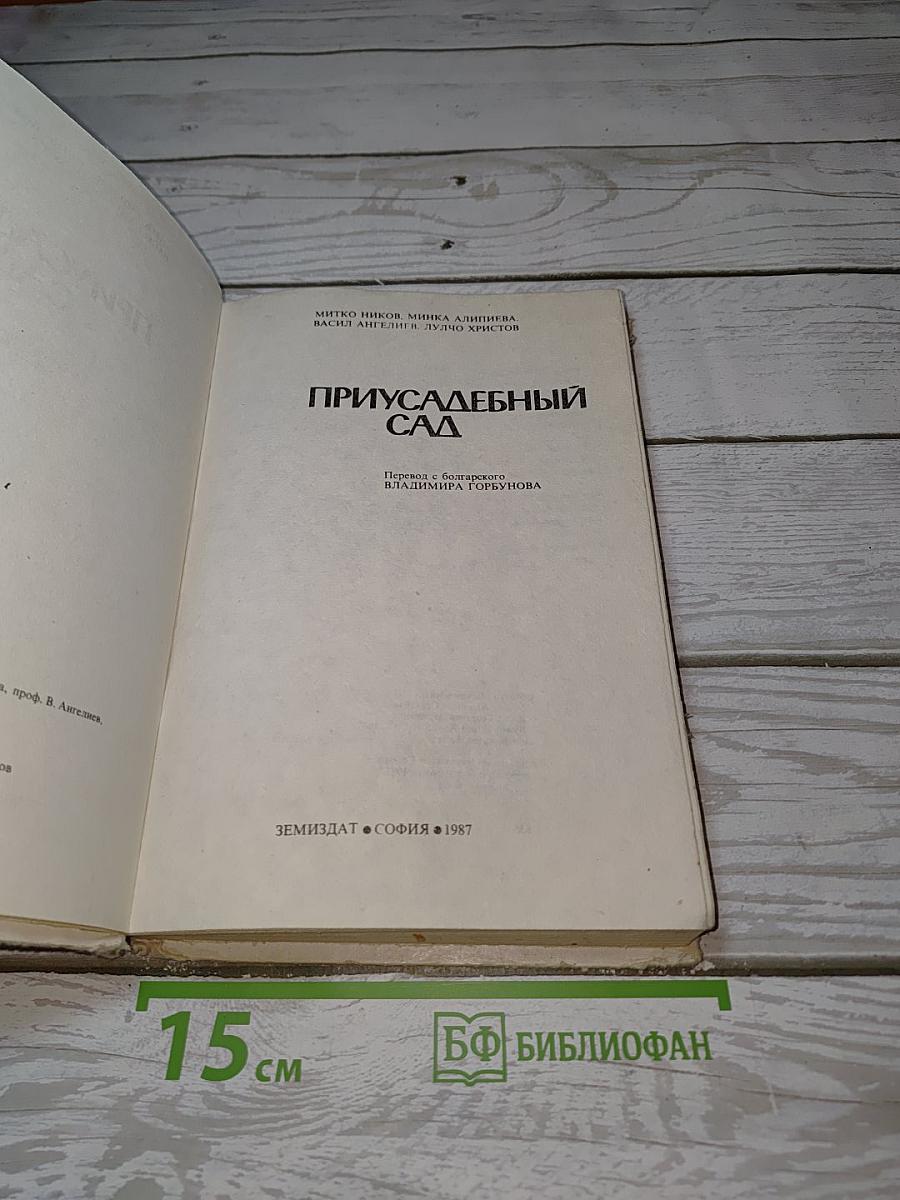 МИТКО НИКОВ, МИНКА АЛИПИЕВА,
ВАСИЛ АНГЕЛИЕВ, ЛУЛЧО ХРИСТОВ
ПРИУСАДЕБНЫЙ
САД
Перевод с болгарского
ВЛАДИМИРА ГОРБУНОВА
а, проф. В. Ангелиев,
ов
ЗЕМИЗДАТ • СОФИЯ • 1987
15 см
БФ БИБЛИОФАН